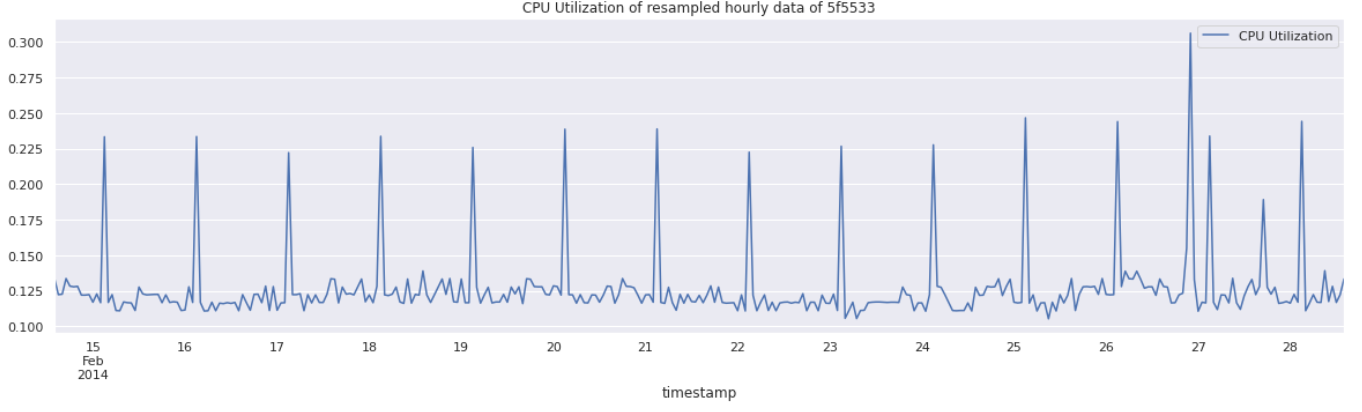 CPU Utilization of resampled hourly data of 5f5533
CPU Utilization
0.300
0.275
0.250
0.225
0.200
0.175
0.150
0.125
0.100
15 16 17 18 19 20 21 22 23 24 25 26 27 28
Feb
2014
timestamp